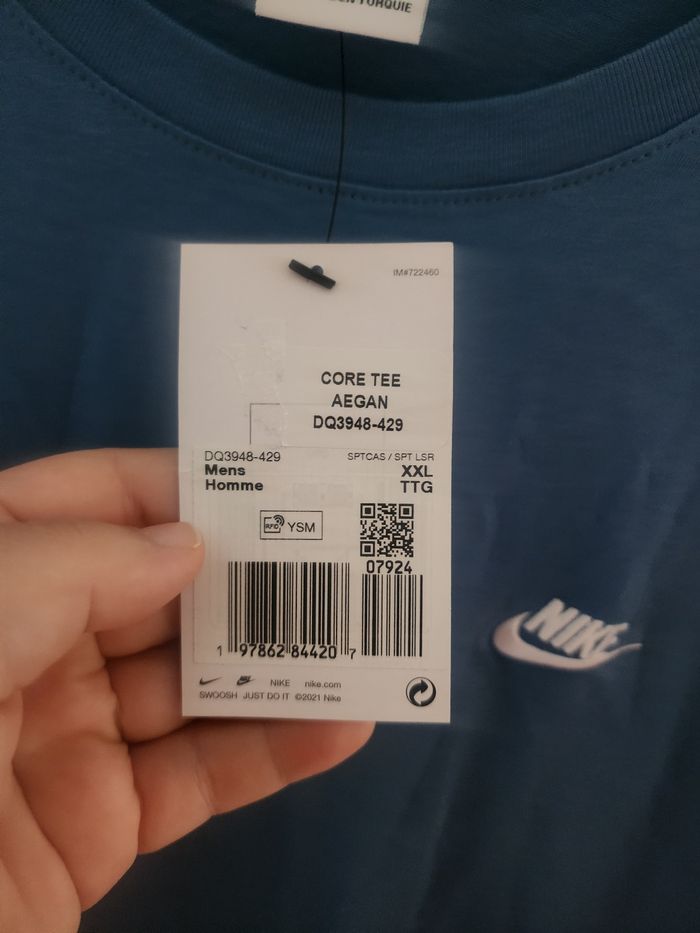 TURQUIE
IM#722460
CORE TEE
AEGAN
DQ3948-429
DQ3948-429 SPTCAS / SPT LSR
Mens XXL
Homme TTG
RFID YSM
07924
1 97862 84420 7
NIKE nike.com
SWOOSH JUST DO IT ©2021 Nike
NIKE